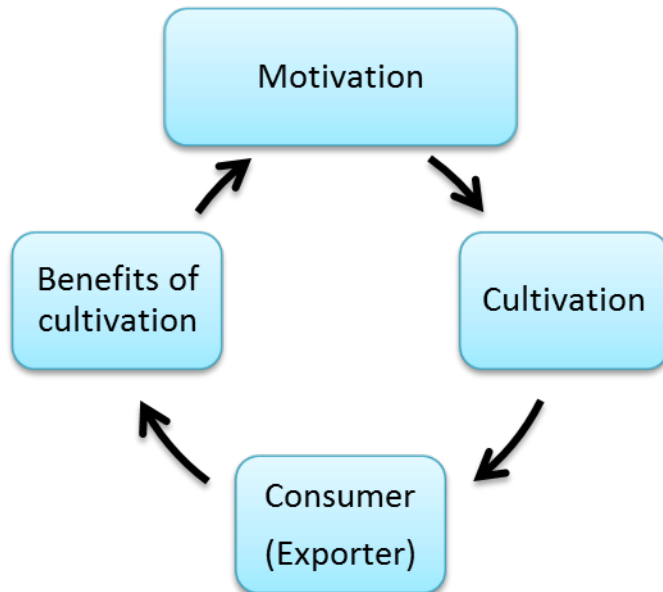 Motivation
Cultivation
Consumer
(Exporter)
Benefits of
cultivation